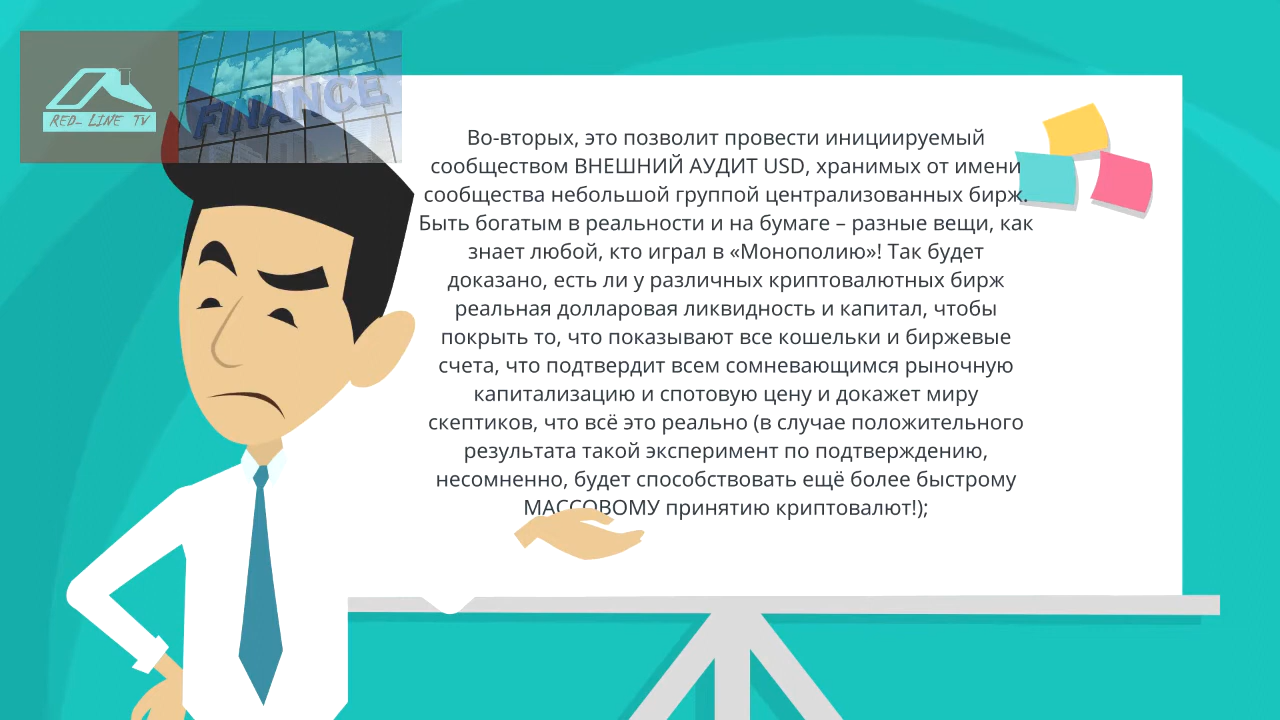 RED_ LINE TV
FINANCE
Во-вторых, это позволит провести инициируемый
сообществом ВНЕШНИЙ АУДИТ USD, хранимых от имени
сообщества небольшой группой централизованных бирж.
Быть богатым в реальности и на бумаге – разные вещи, как
знает любой, кто играл в «Монополию»! Так будет
доказано, есть ли у различных криптовалютных бирж
реальная долларовая ликвидность и капитал, чтобы
покрыть то, что показывают все кошельки и биржевые
счета, что подтвердит всем сомневающимся рыночную
капитализацию и спотовую цену и докажет миру
скептиков, что всё это реально (в случае положительного
результата такой эксперимент по подтверждению,
несомненно, будет способствовать ещё более быстрому
МАССОВОМУ принятию криптовалют!);